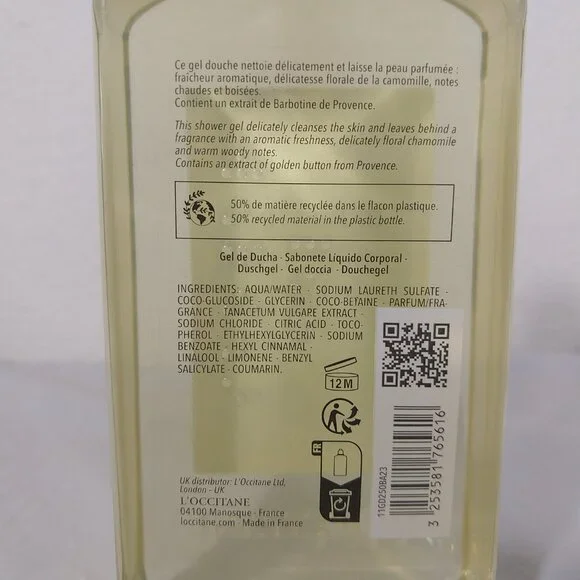 Ce gel douche nettoie délicatement et laisse la peau parfumée :
fraîcheur aromatique, délicatesse florale de la camomille, notes
chaudes et boisées.
Contient un extrait de Barbotine de Provence.
This shower gel delicately cleanses the skin and leaves behind a
fragrance with an aromatic freshness, delicately floral chamomile
and warm woody notes.
Contains an extract of golden button from Provence.
50% de matière recyclée dans le flacon plastique.
50% recycled material in the plastic bottle.
Gel de Ducha - Sabonete Líquido Corporal -
Duschgel - Gel doccia - Douchegel
INGREDIENTS: AQUA/WATER - SODIUM LAURETH SULFATE -
COCO-GLUCOSIDE - GLYCERIN - COCO-BETAINE - PARFUM/FRA-
GRANCE - TANACETUM VULGARE EXTRACT -
SODIUM CHLORIDE - CITRIC ACID - TOCO-
PHEROL - ETHYLHEXYLGLYCERIN - SODIUM
BENZOATE - HEXYL CINNAMAL -
LINALOOL - LIMONENE - BENZYL
SALICYLATE - COUMARIN.
12 M
FR
UK distributor: L'Occitane Ltd,
London - UK
L'OCCITANE
04100 Manosque - France
loccitane.com - Made in France
11GD250BA23
3 253581 765616